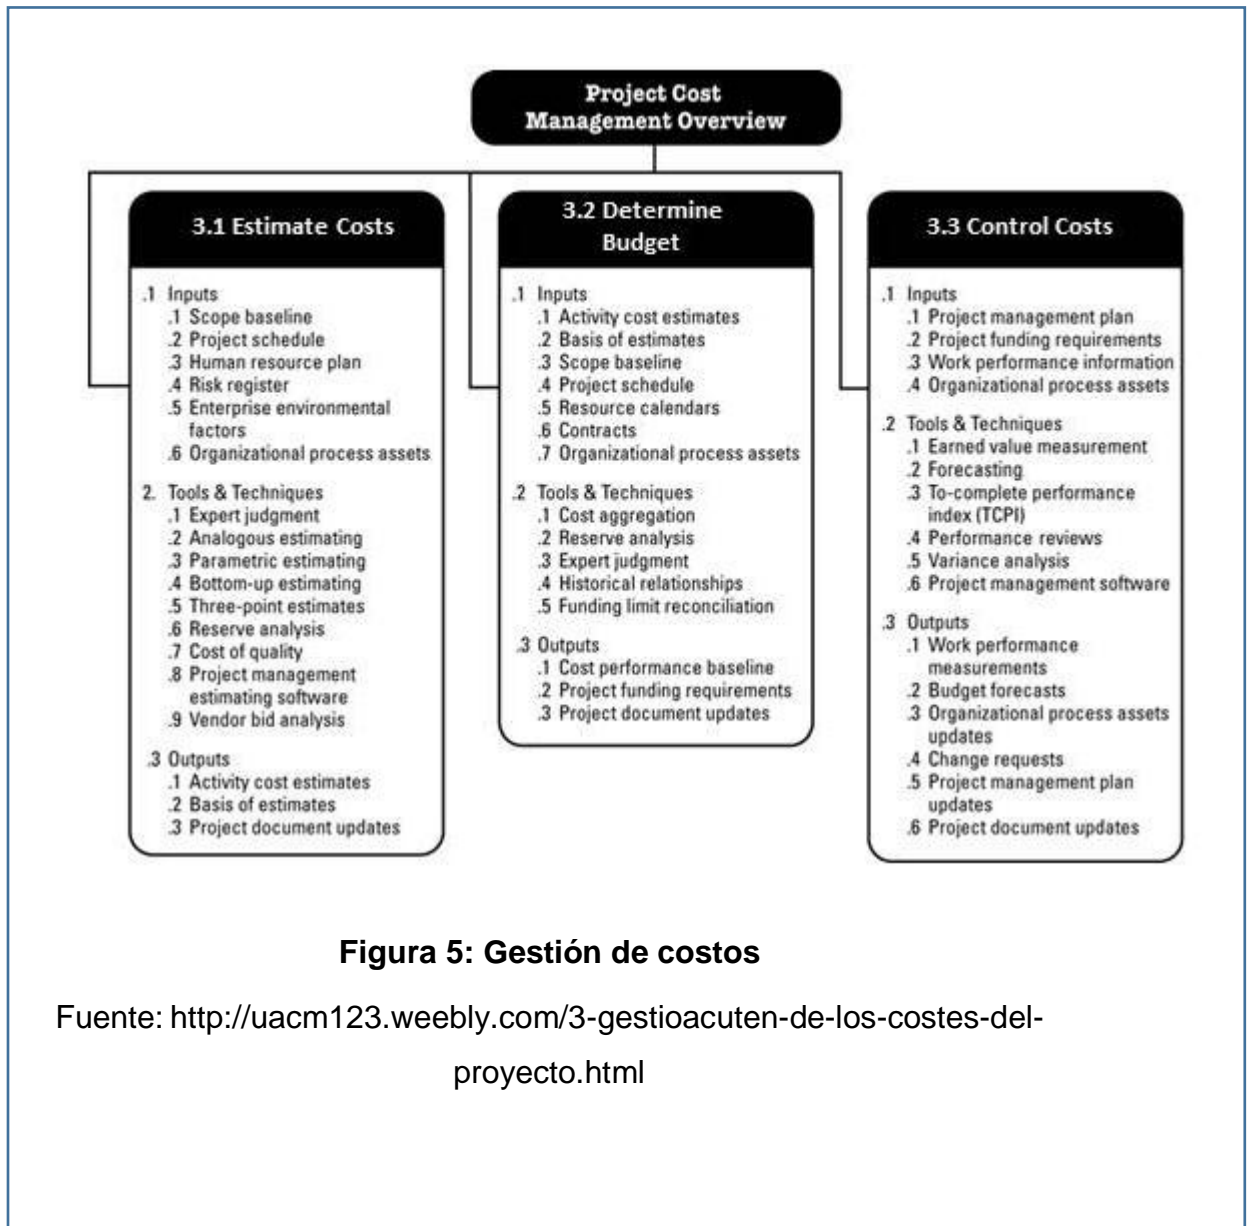 Project Cost
Management Overview
3.1 Estimate Costs
.1 Inputs
.1 Scope baseline
.2 Project schedule
.3 Human resource plan
.4 Risk register
.5 Enterprise environmental
factors
.6 Organizational process assets
2. Tools & Techniques
.1 Expert judgment
.2 Analogous estimating
.3 Parametric estimating
.4 Bottom-up estimating
.5 Three-point estimates
.6 Reserve analysis
.7 Cost of quality
.8 Project management
estimating software
.9 Vendor bid analysis
.3 Outputs
.1 Activity cost estimates
.2 Basis of estimates
.3 Project document updates
3.2 Determine
Budget
.1 Inputs
.1 Activity cost estimates
.2 Basis of estimates
.3 Scope baseline
.4 Project schedule
.5 Resource calendars
.6 Contracts
.7 Organizational process assets
.2 Tools & Techniques
.1 Cost aggregation
.2 Reserve analysis
.3 Expert judgment
.4 Historical relationships
.5 Funding limit reconciliation
.3 Outputs
.1 Cost performance baseline
.2 Project funding requirements
.3 Project document updates
3.3 Control Costs
.1 Inputs
.1 Project management plan
.2 Project funding requirements
.3 Work performance information
.4 Organizational process assets
.2 Tools & Techniques
.1 Earned value measurement
.2 Forecasting
.3 To-complete performance
index (TCPI)
.4 Performance reviews
.5 Variance analysis
.6 Project management software
.3 Outputs
.1 Work performance
measurements
.2 Budget forecasts
.3 Organizational process assets
updates
.4 Change requests
.5 Project management plan
updates
.6 Project document updates
Figura 5: Gestión de costos
Fuente: http://uacm123.weebly.com/3-gestioacuten-de-los-costes-del-
proyecto.html